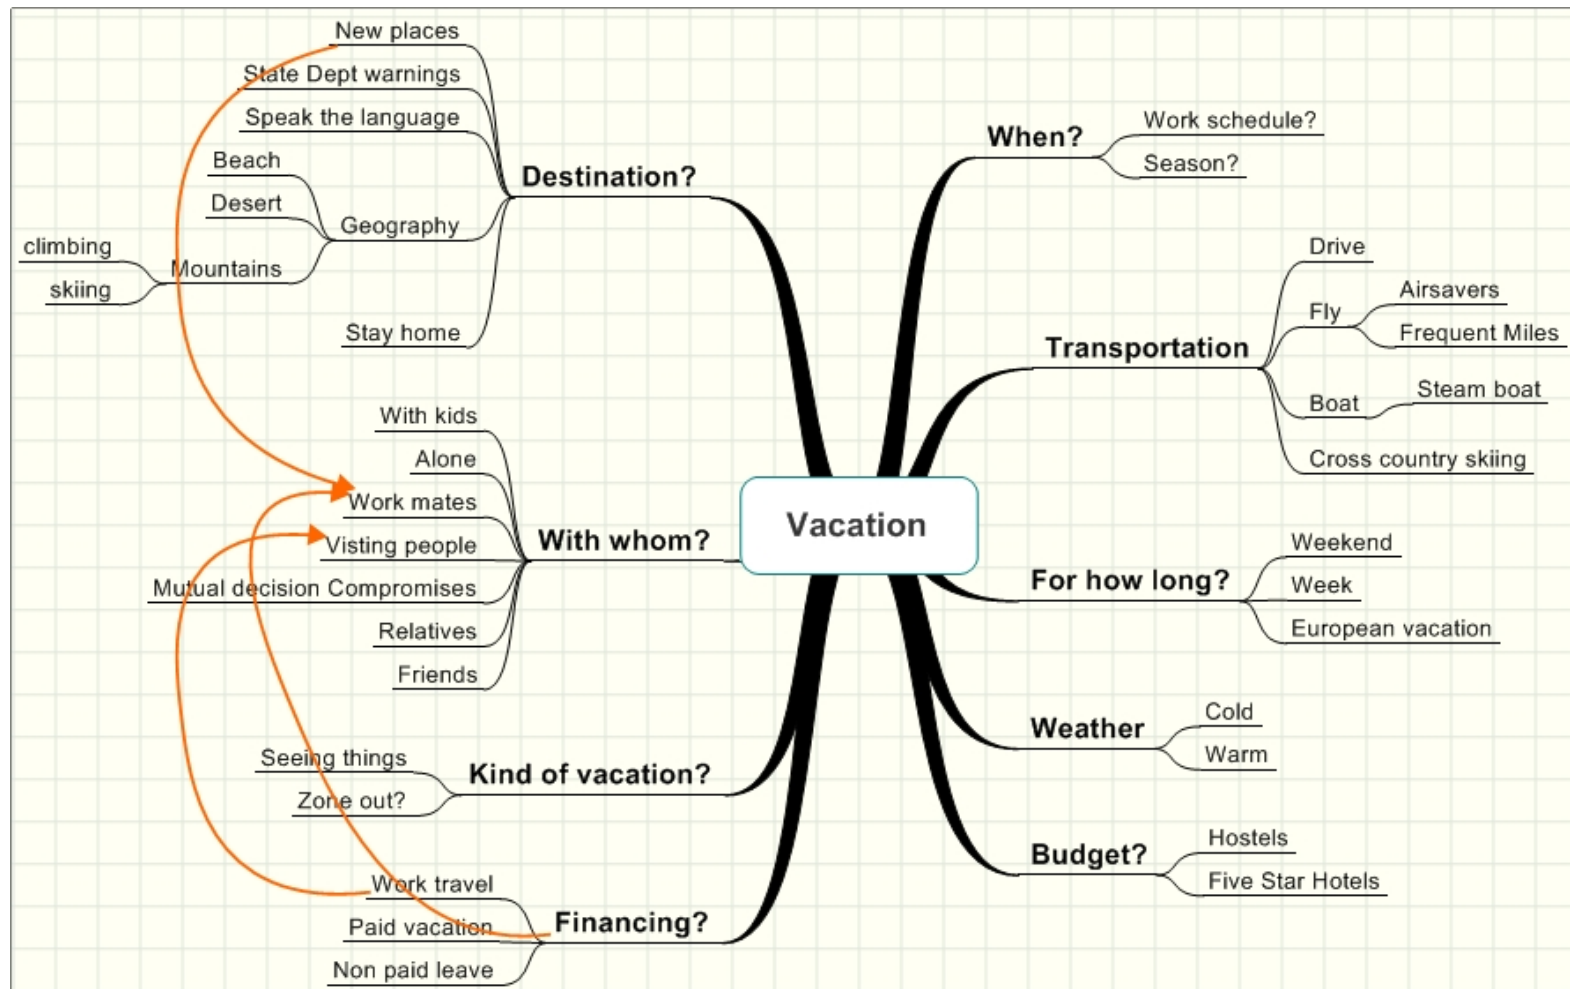 Vacation
Destination?
New places
State Dept warnings
Speak the language
Geography
Beach
Desert
Mountains
climbing
skiing
Stay home
With whom?
With kids
Alone
Work mates
Visting people
Mutual decision Compromises
Relatives
Friends
Kind of vacation?
Seeing things
Zone out?
Financing?
Work travel
Paid vacation
Non paid leave
When?
Work schedule?
Season?
Transportation
Drive
Fly
Airsavers
Frequent Miles
Boat
Steam boat
Cross country skiing
For how long?
Weekend
Week
European vacation
Weather
Cold
Warm
Budget?
Hostels
Five Star Hotels